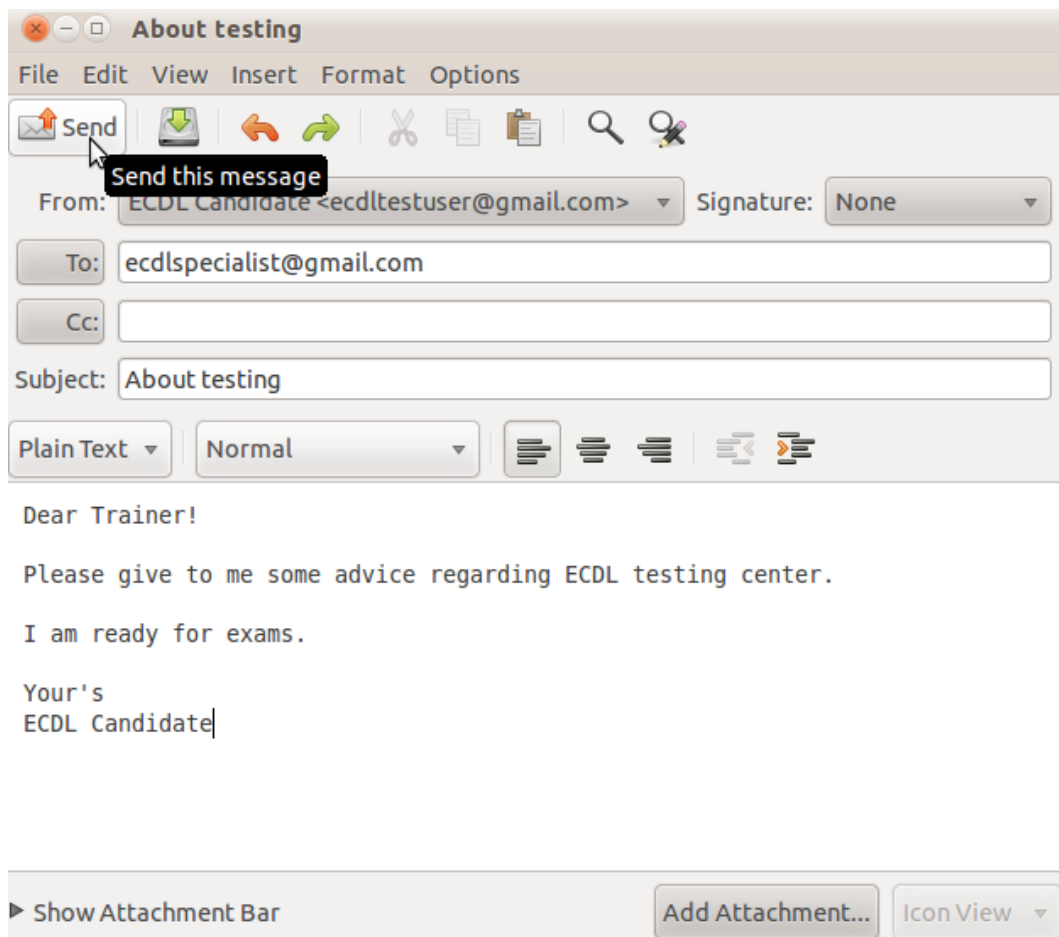 About testing
File Edit View Insert Format Options
Send
Send this message
From: ECDL Candidate <ecdltestuser@gmail.com> Signature: None
To: ecdlspecialist@gmail.com
Cc:
Subject: About testing
Plain Text Normal
Dear Trainer!
Please give to me some advice regarding ECDL testing center.
I am ready for exams.
Your's
ECDL Candidate
Show Attachment Bar Add Attachment... Icon View